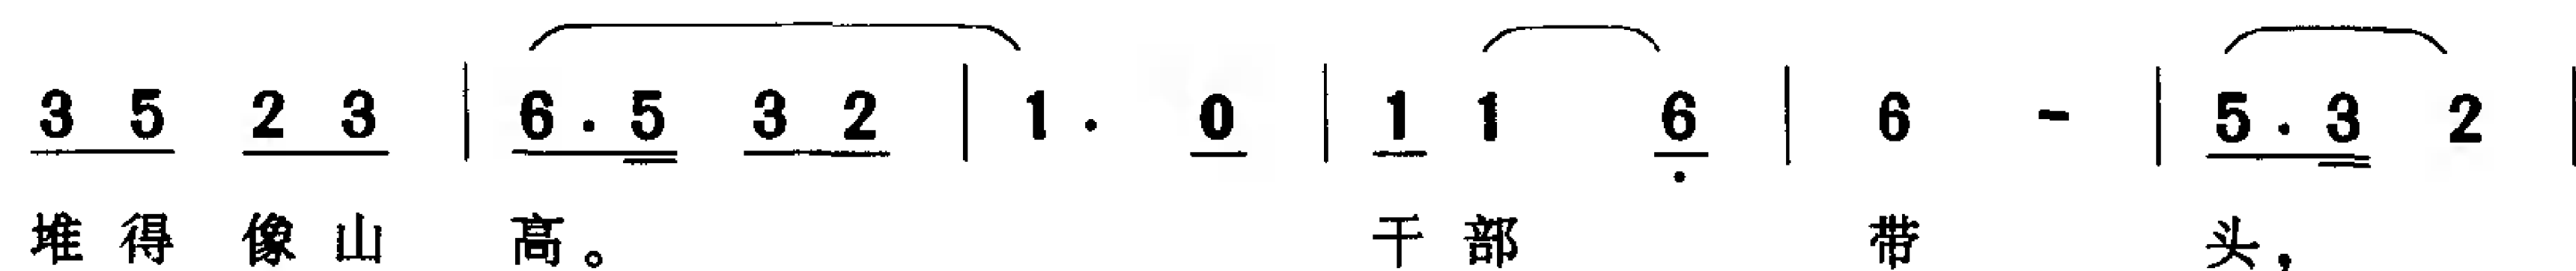 3 5 2 3 | 6 . 5 3 2 | 1 . 0 | 1 1 6 | 6 - | 5 . 3 2 |
堆得像山高。干部带头，